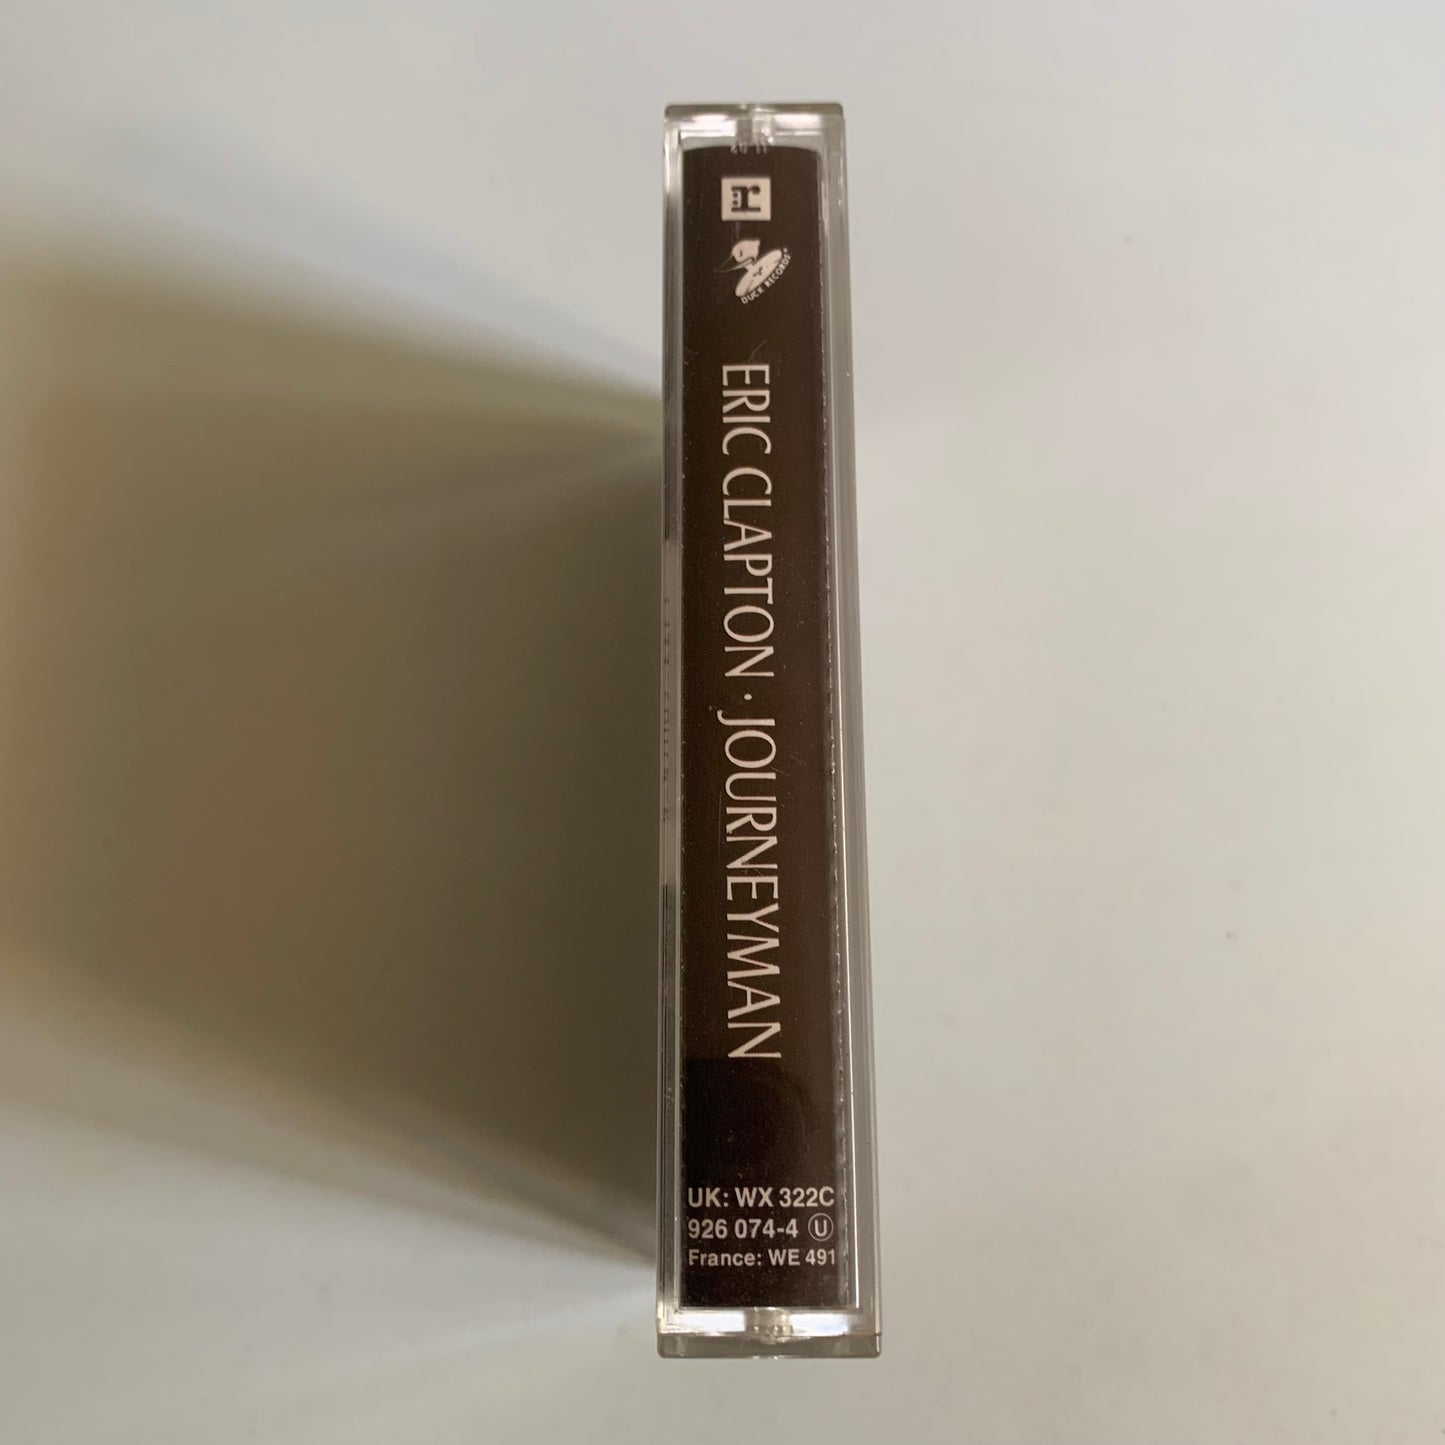 r:
DUCK RECORDS
ERIC CLAPTON · JOURNEYMAN
UK: WX 322C
926 074-4 Ⓤ
France: WE 491